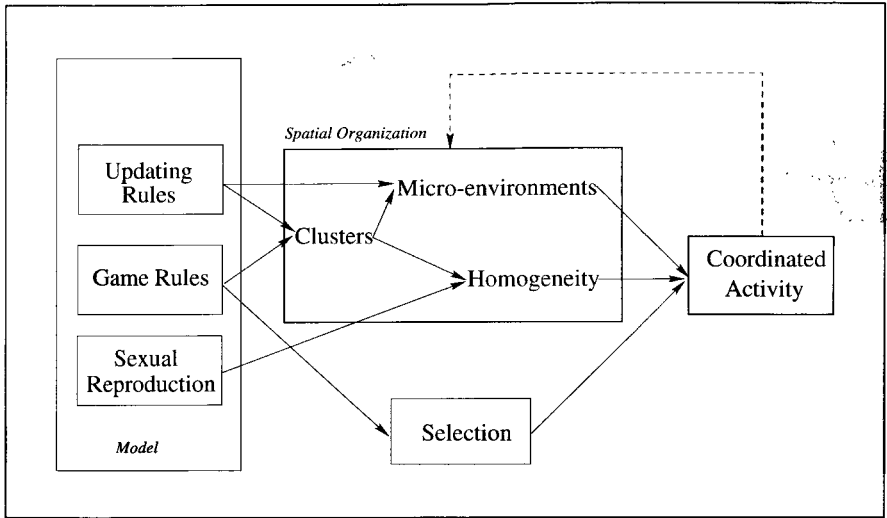 Spatial Organization
Updating
Rules
Micro-environments
Clusters
Game Rules
Homogeneity
Coordinated
Activity
Sexual
Reproduction
Selection
Model